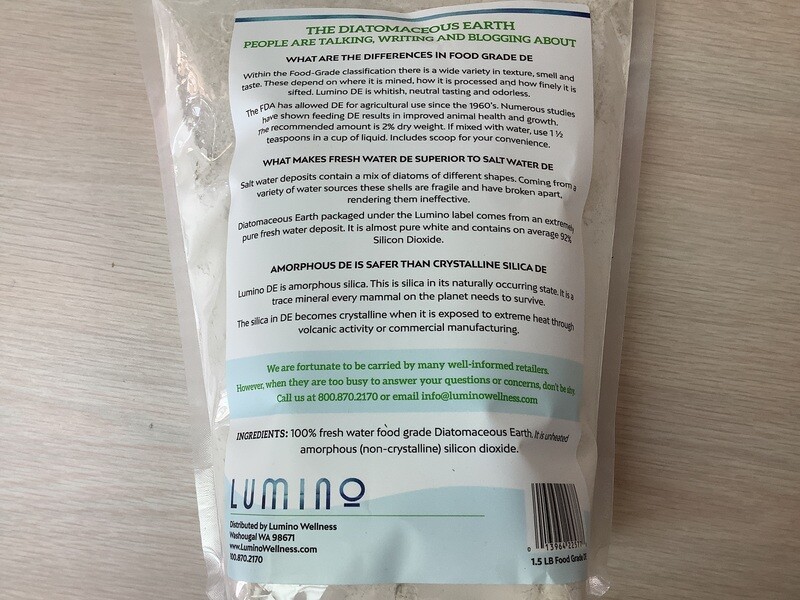 THE DIATOMACEOUS EARTH
PEOPLE ARE TALKING, WRITING AND BLOGGING ABOUT
WHAT ARE THE DIFFERENCES IN FOOD GRADE DE
Within the Food-Grade classification there is a wide variety in texture, smell and
taste. These depend on where it is mined, how it is processed and how finely it is
sifted. Lumino DE is whitish, neutral tasting and odorless.
The FDA has allowed DE for agricultural use since the 1960's. Numerous studies
have shown feeding DE results in improved animal health and growth.
The recommended amount is 2% dry weight. If mixed with water, use 1 ½
teaspoons in a cup of liquid. Includes scoop for your convenience.
WHAT MAKES FRESH WATER DE SUPERIOR TO SALT WATER DE
Salt water deposits contain a mix of diatoms of different shapes. Coming from a
variety of water sources these shells are fragile and have broken apart,
rendering them ineffective.
Diatomaceous Earth packaged under the Lumino label comes from an extremely
pure fresh water deposit. It is almost pure white and contains on average 92%
Silicon Dioxide.
AMORPHOUS DE IS SAFER THAN CRYSTALLINE SILICA DE
Lumino DE is amorphous silica. This is silica in its naturally occurring state. It is a
trace mineral every mammal on the planet needs to survive.
The silica in DE becomes crystalline when it is exposed to extreme heat through
volcanic activity or commercial manufacturing.
We are fortunate to be carried by many well-informed retailers.
However, when they are too busy to answer your questions or concerns, don't be shy.
Call us at 800.870.2170 or email info@luminowellness.com
INGREDIENTS: 100% fresh water food grade Diatomaceous Earth. It is unheated
amorphous (non-crystalline) silicon dioxide.
LUMINO
Distributed by Lumino Wellness
Washougal WA 98671
www.LuminoWellness.com
800.870.2170
1.5 LB Food Grade